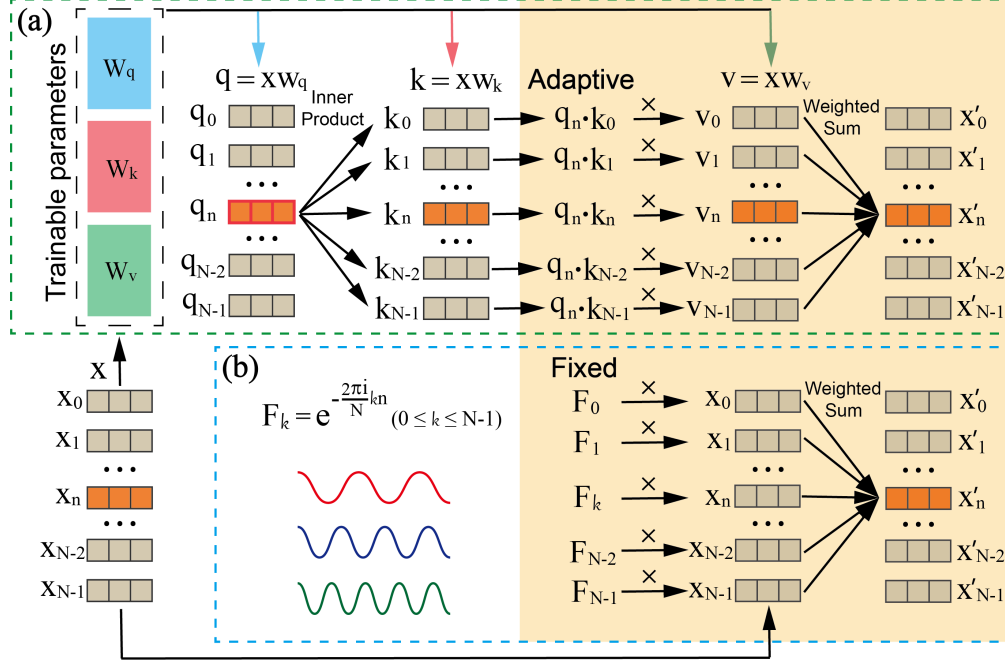 (a)
Trainable parameters
Wq
Wk
Wv
q = xwq
k = xwk
Adaptive
v = xwv
Inner
Product
Weighted
Sum
q0 k0 qn·k0 × v0 x'0
q1 k1 qn·k1 × v1 x'1
... ... ... ...
qn kn qn·kn × vn x'n
... ... ... ...
qN-2 kN-2 qn·kN-2 × vN-2 x'N-2
qN-1 kN-1 qn·kN-1 × vN-1 x'N-1
x
x0
x1
...
xn
...
xN-2
xN-1
(b)
Fk = e^-2πi/N kn (0 ≤ k ≤ N-1)
Fixed
Weighted
Sum
F0 × x0 x'0
F1 × x1 x'1
... ...
Fk × xn x'n
... ...
FN-2 × xN-2 x'N-2
FN-1 × xN-1 x'N-1